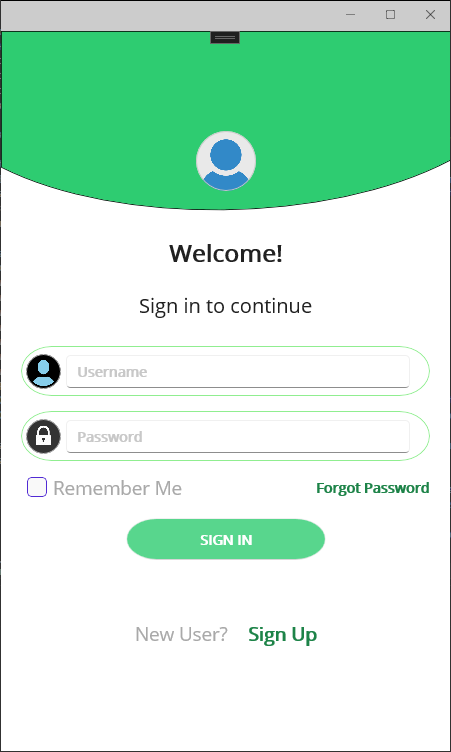 Welcome!
Sign in to continue
Username
Password
Remember Me Forgot Password
SIGN IN
New User? Sign Up